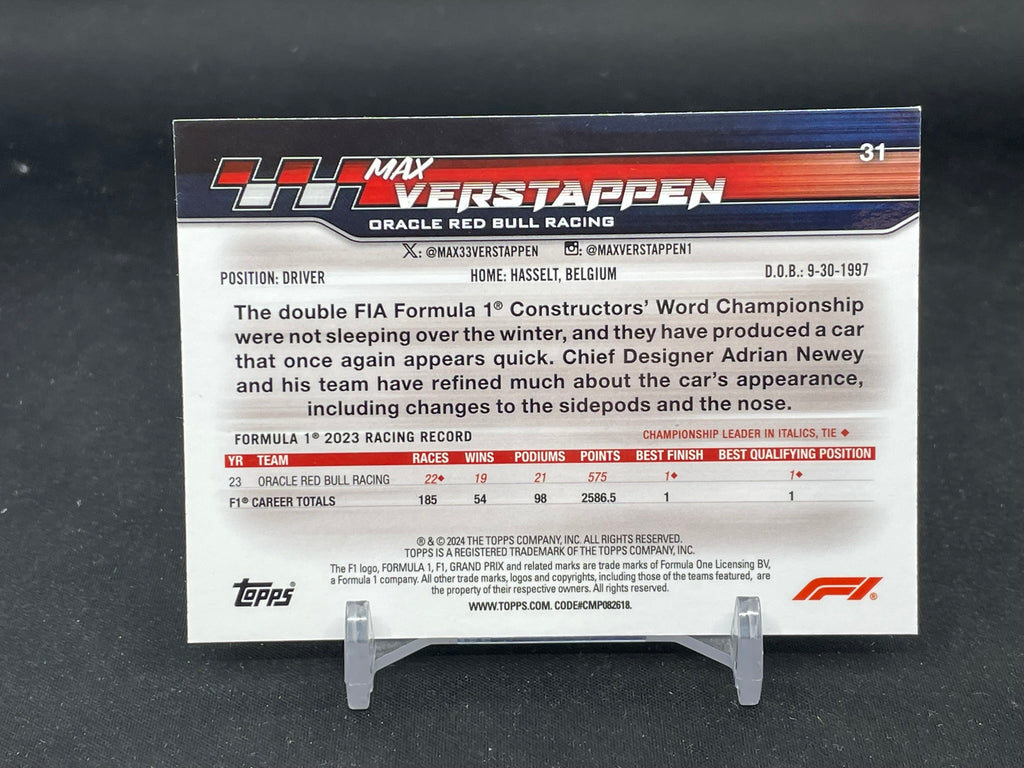 31
MAX
VERSTAPPEN
ORACLE RED BULL RACING
X: @MAX33VERSTAPPEN : @MAXVERSTAPPEN1
POSITION: DRIVER HOME: HASSELT, BELGIUM D.O.B.: 9-30-1997
The double FIA Formula 1® Constructors' Word Championship
were not sleeping over the winter, and they have produced a car
that once again appears quick. Chief Designer Adrian Newey
and his team have refined much about the car's appearance,
including changes to the sidepods and the nose.
FORMULA 1® 2023 RACING RECORD CHAMPIONSHIP LEADER IN ITALICS, TIE ♦
YR TEAM RACES WINS PODIUMS POINTS BEST FINISH BEST QUALIFYING POSITION
23 ORACLE RED BULL RACING 22♦ 19 21 575 1♦ 1♦
F1® CAREER TOTALS 185 54 98 2586.5 1 1
® & © 2024 THE TOPPS COMPANY, INC. ALL RIGHTS RESERVED.
TOPPS IS A REGISTERED TRADEMARK OF THE TOPPS COMPANY, INC.
The F1 logo, FORMULA 1, F1, GRAND PRIX and related marks are trade marks of Formula One Licensing BV,
a Formula 1 company. All other trade marks, logos and copyrights, including those of the teams featured, are
the property of their respective owners. All rights reserved.
WWW.TOPPS.COM. CODE#CMP082618.
topps®
F1®